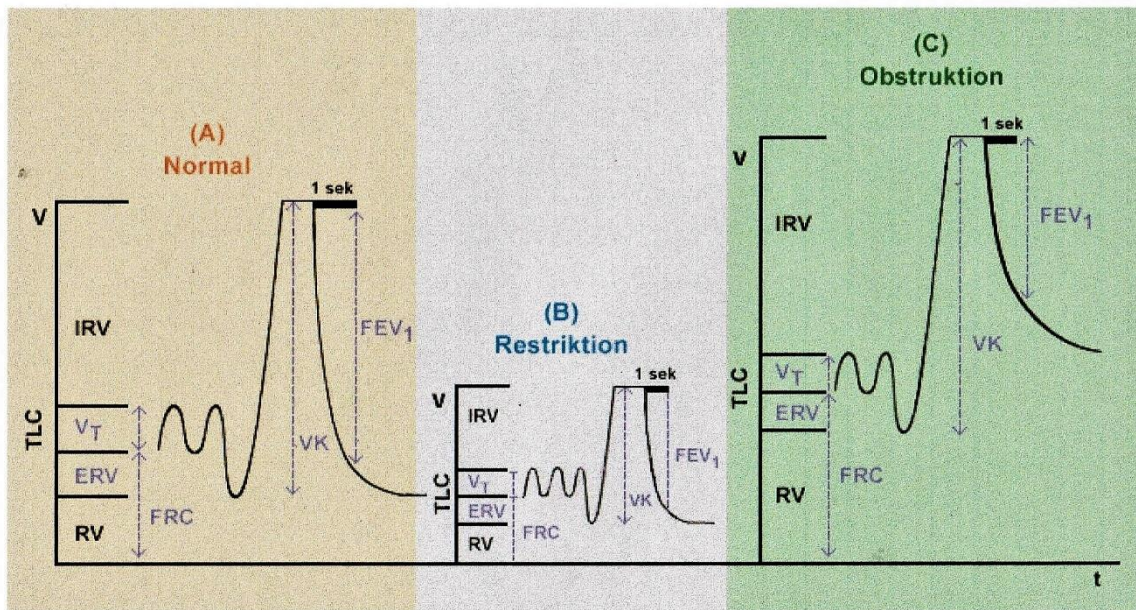 (A)
Normal
1 sek
V
IRV
FEV1
TLC
VT
VK
ERV
FRC
RV
(B)
Restriktion
1 sek
V
IRV
FEV1
TLC
VT
VK
ERV
FRC
RV
(C)
Obstruktion
1 sek
V
IRV
FEV1
VK
TLC
VT
ERV
FRC
RV
t